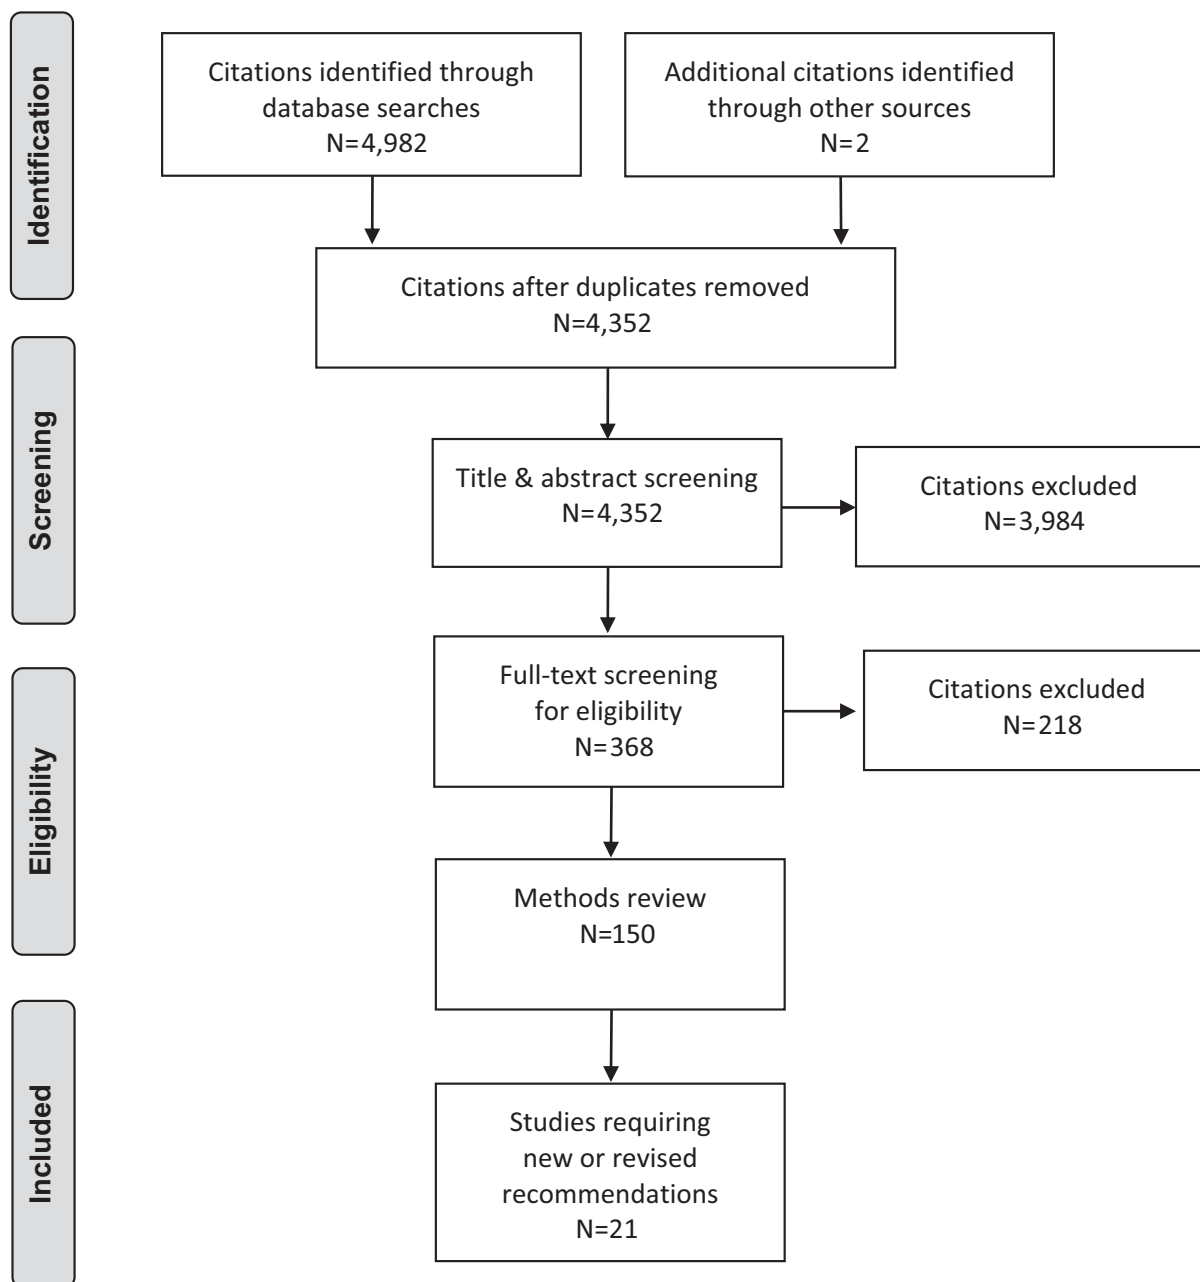 Identification
Citations identified through
database searches
N=4,982
Additional citations identified
through other sources
N=2
Citations after duplicates removed
N=4,352
Screening
Title & abstract screening
N=4,352
Citations excluded
N=3,984
Eligibility
Full-text screening
for eligibility
N=368
Citations excluded
N=218
Methods review
N=150
Included
Studies requiring
new or revised
recommendations
N=21